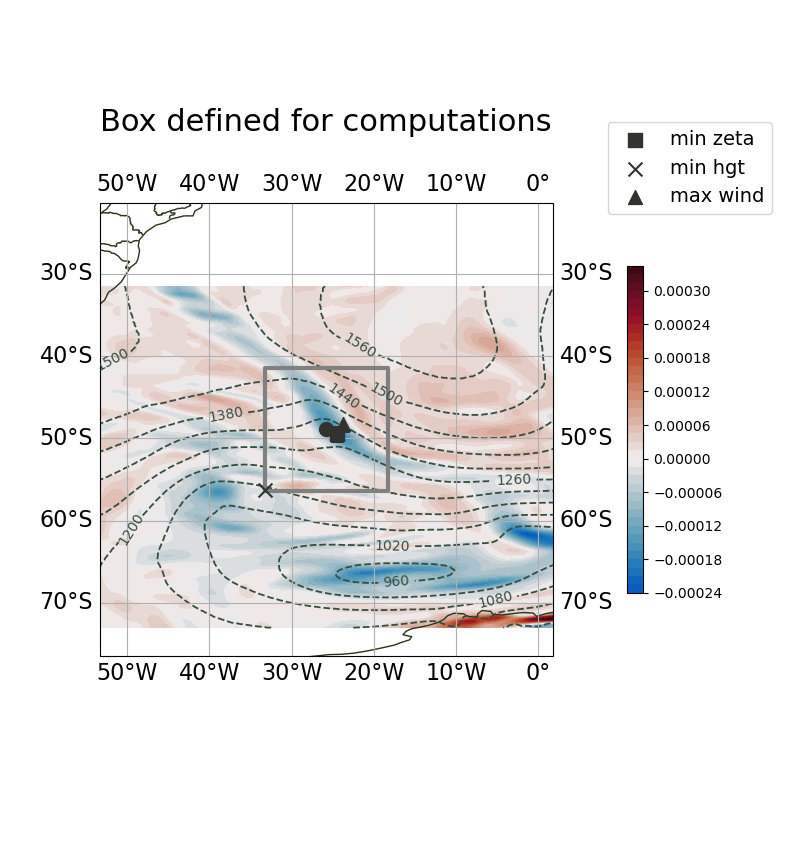 Box defined for computations
min zeta
min hgt
max wind
50°W 40°W 30°W 20°W 10°W 0°
30°S 30°S
0.00030
0.00024
1560
40°S 40°S
0.00018
1500
1500
1440
0.00012
1380
0.00006
50°S 50°S
0.00000
1260
−0.00006
60°S 60°S
1200
−0.00012
1020
−0.00018
960
−0.00024
70°S 70°S
1080
50°W 40°W 30°W 20°W 10°W 0°